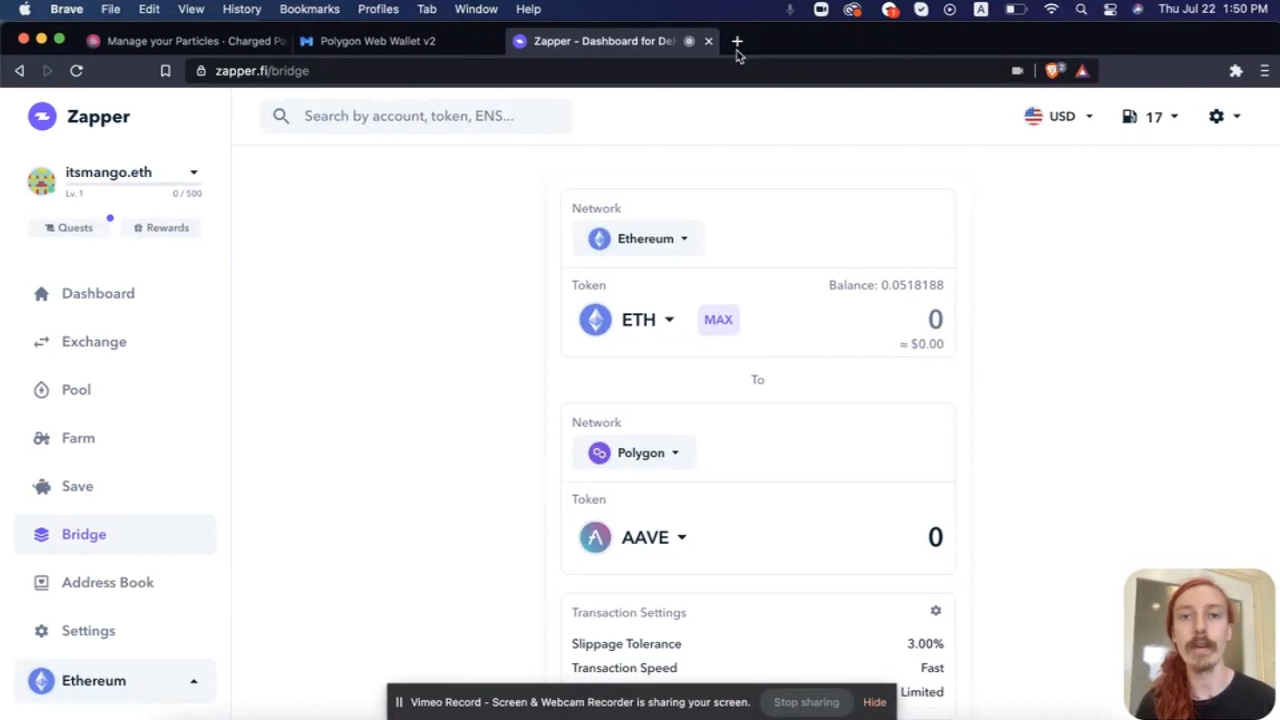 Brave File Edit View History Bookmarks Profiles Tab Window Help A Thu Jul 22 1:50 PM
Manage your Particles · Charged Pa
Polygon Web Wallet v2
Zapper - Dashboard for De
zapper.fi/bridge
2
Zapper
Search by account, token, ENS...
USD
17
itsmango.eth
Lv. 1
0 / 500
Quests
Rewards
Dashboard
Exchange
Pool
Farm
Save
Bridge
Address Book
Settings
Ethereum
Network
Ethereum
Token
Balance: 0.0518188
ETH
MAX
0
≈ $0.00
To
Network
Polygon
Token
AAVE
0
Transaction Settings
Slippage Tolerance
3.00%
Transaction Speed
Fast
Limited
Vimeo Record - Screen & Webcam Recorder is sharing your screen.
Stop sharing
Hide